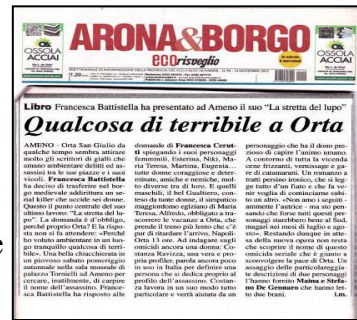 OSSOLA
ACCIAI
ARONA&BORGO
eco risveglio
OSSOLA
ACCIAI
Libro Francesca Battistella ha presentato ad Ameno il suo "La stretta del lupo"
Qualcosa di terribile a Orta
AMENO - Orta San Giulio da
qualche tempo sembra attirare
molto gli scrittori di gialli che
amano ambientare delitti ed as-
sassini tra le sue piazze e i suoi
vicoli. Francesca Battistella
ha deciso di trasferire nel bor-
go medievale addirittura un se-
rial killer che uccide sei donne.
Questo il punto centrale del suo
ultimo lavoro: "La stretta del lu-
po". La domanda è d'obbligo,
perché proprio Orta? E la rispo-
sta non si fa attendere: «Perché
ho voluto ambientare in un luo-
go tranquillo qualcosa di terri-
bile». Una bella chiacchierata in
un piovoso sabato pomeriggio
autunnale nella sala museale di
palazzo Tornielli ad Ameno per
cercare, inutilmente, di carpire
il nome dell'assassino. France-
sca Battistella ha risposto alle
domande di Francesca Cerut-
ti spiegando i suoi personaggi
femminili, Efisterina, Niki, Ma-
ria Teresa, Martina, Eugenia…
tutte donne coraggiose e deter-
minate, amiche e nemiche, mol-
to diverse tra di loro. E quelli
maschili, il bel Gualtiero, con-
teso da tutte donne, il simpatico
maggiordomo egiziano di Maria
Teresa, Alfredo, obbligato a tra-
scorrere le vacanze a Orta, che
prende il treno più lento che c'è
pur di ritardare l'arrivo, Napoli-
Orta 13 ore. Ad indagare sugli
omicidi ancora una donna: Co-
stanza Ravizza, una vera e pro-
pria profiler, parola ancora poco
in uso in Italia per definire una
persona che si dedica proprio al
profilo dell'assassino. Costan-
za lavora in un suo modo tutto
particolare e verrà aiutata da un
personaggio che ha il dono pre-
zioso di capire l'animo umano.
A contorno di tutta la vicenda
cene frizzanti, vernissage e ga-
re di catamarani. Un romanzo a
tratti persino ironico, che si leg-
ge tutto d'un fiato e che fa ve-
nir voglia di cominciarne subi-
to un altro. «Non amo i seguiti -
ammette l'autrice - ma sto pen-
sando che forse tutti questi per-
sonaggi starebbero bene al Sud,
magari nei mesi di luglio e ago-
sto». Restando dunque in atte-
sa della nuova opera non resta
che scoprire il nome di questo
omicida seriale che è giunto a
sconvolgere la pace di Orta. Un
assaggio delle particolareggia-
te descrizioni di due personaggi
l'hanno fornito Maina e Stefa-
no De Gennaro che hanno let-
to due brani.
l.m.